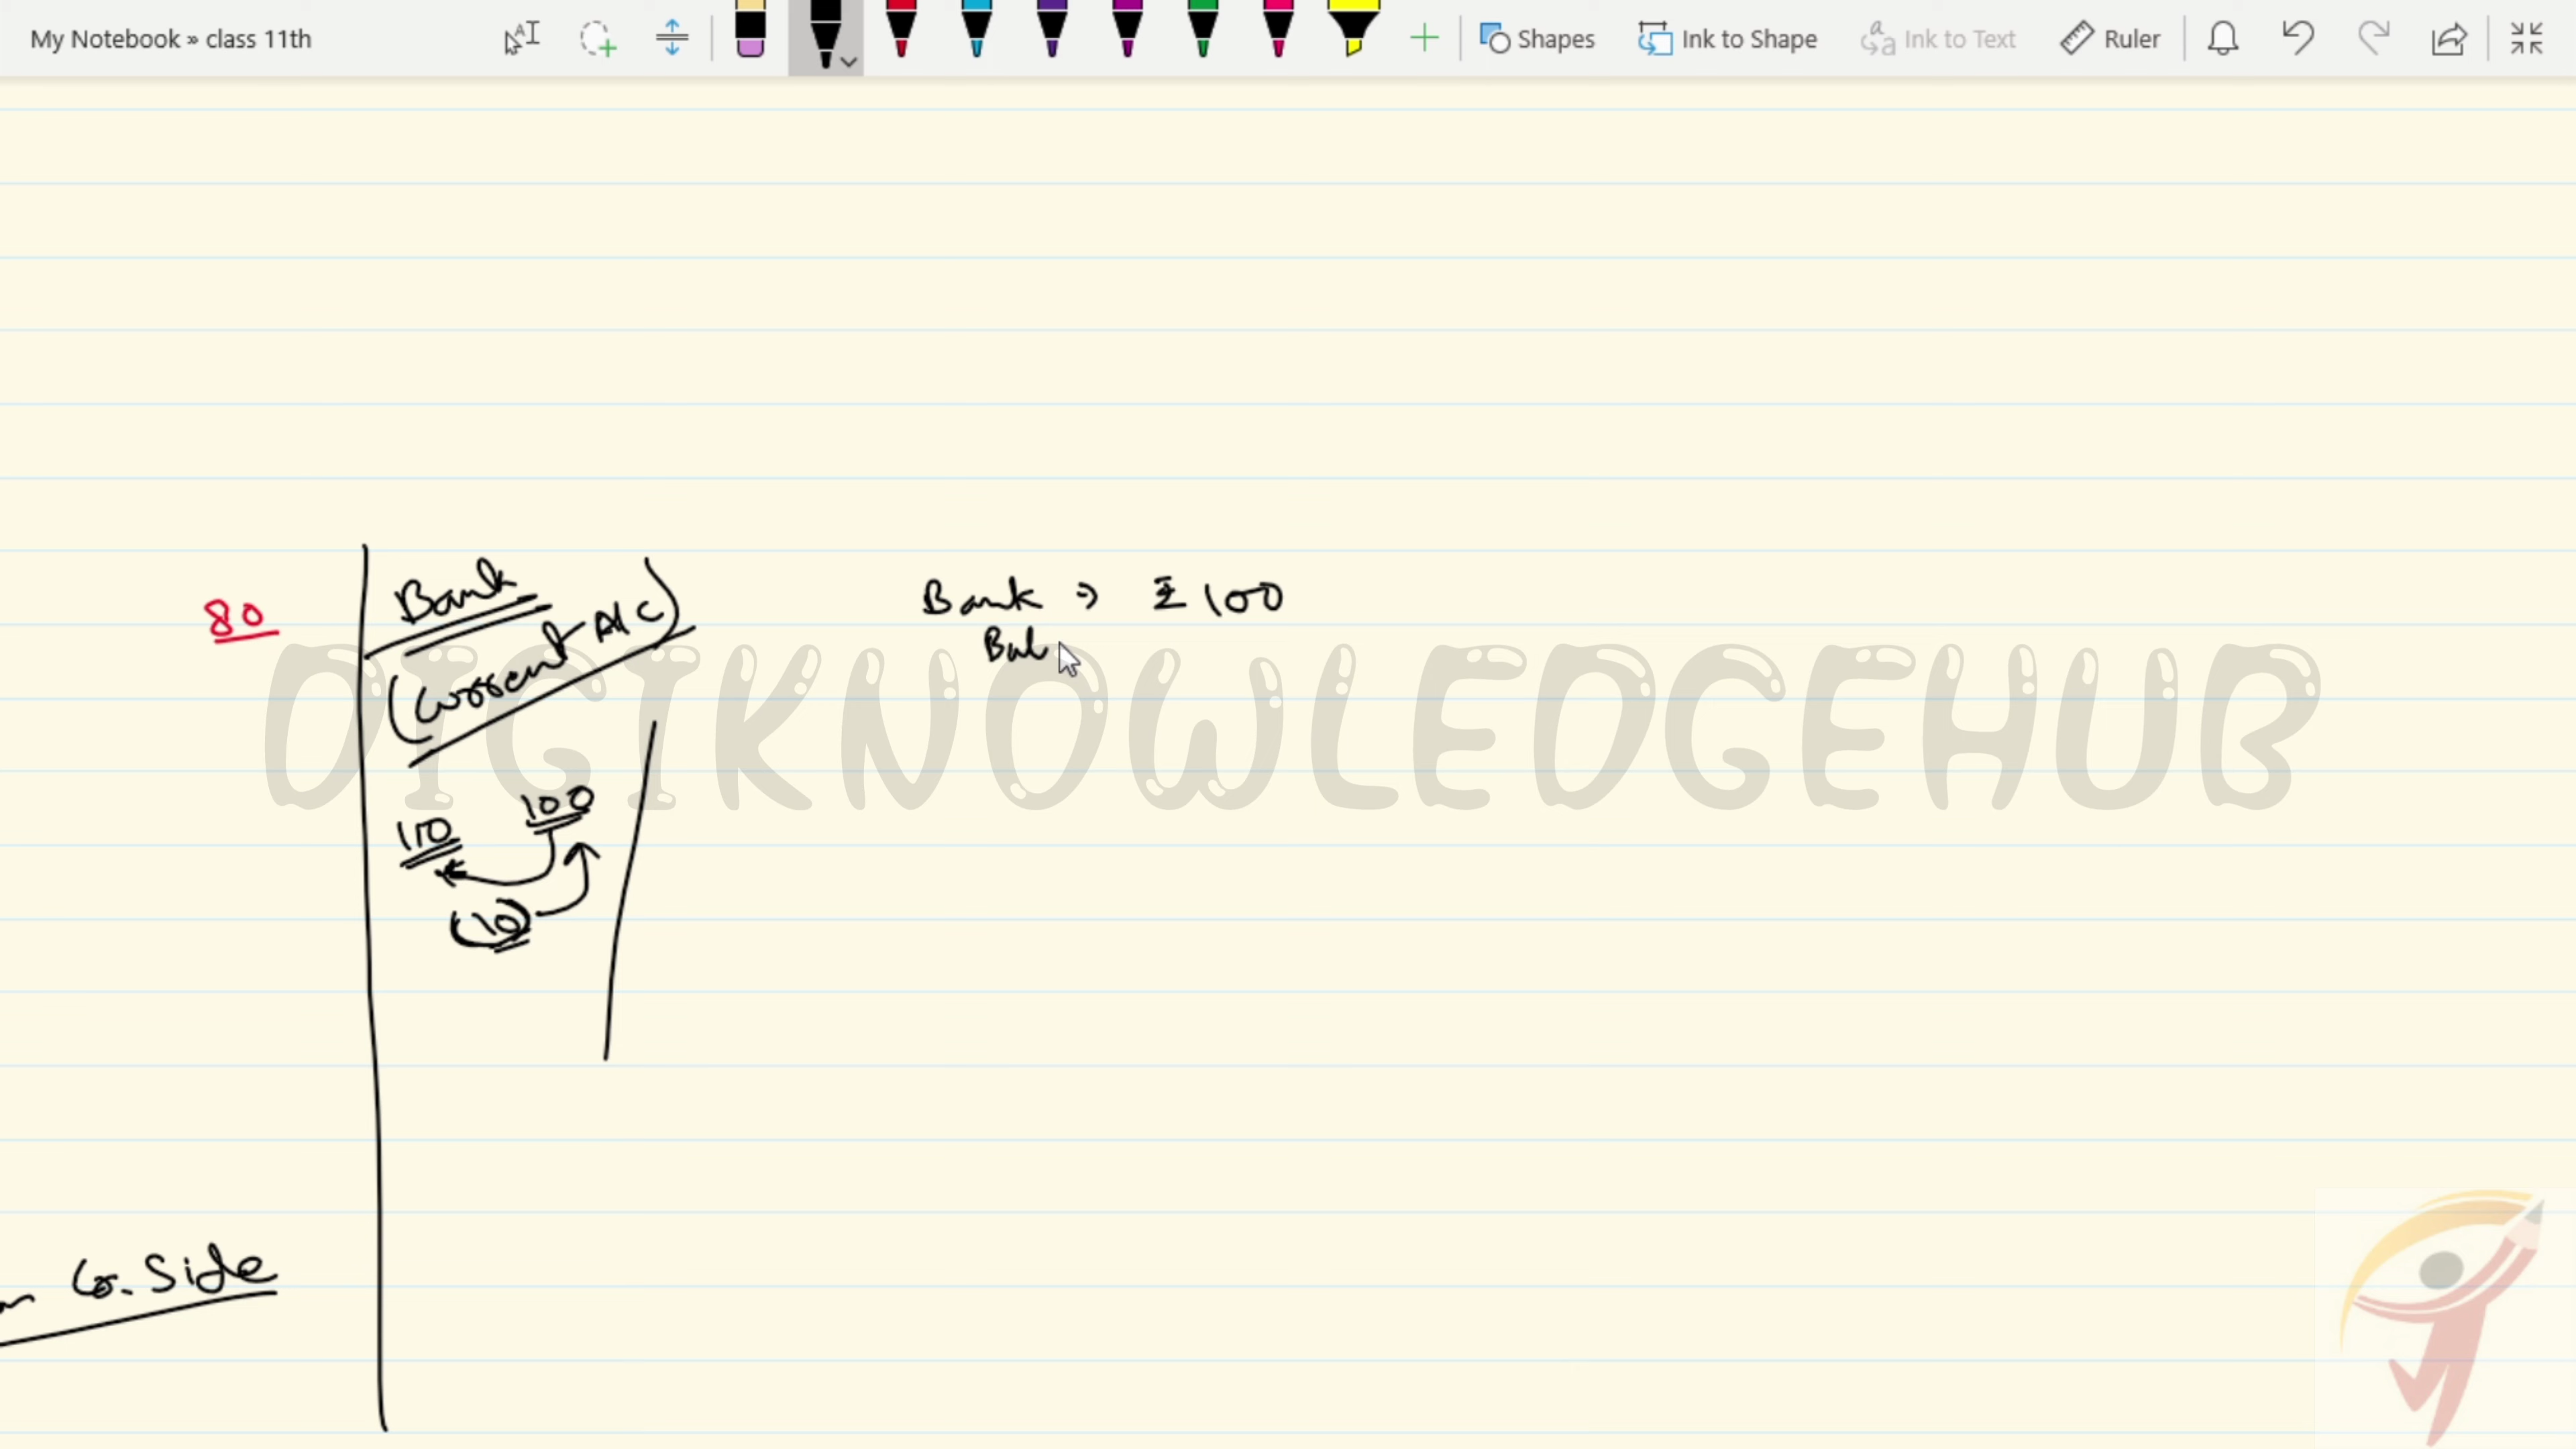 My Notebook » class 11th
Shapes
Ink to Shape
Ink to Text
Ruler
80
Bank
(Current A/C)
Bank ⇒ ₹ 100
Bal
DIGIKNOWLEDGEHUB
100
110
(10)
Cr. Side